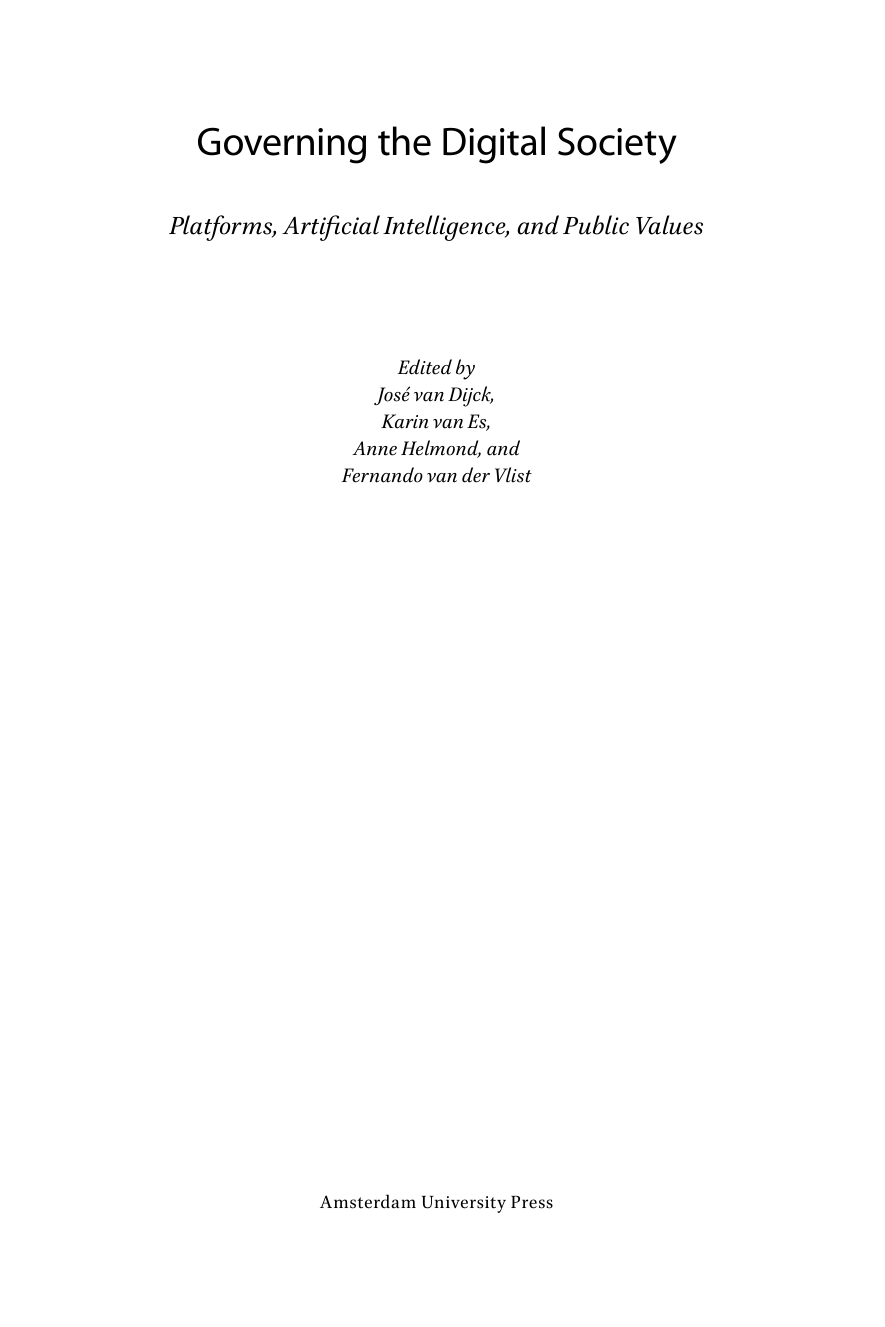 Governing the Digital Society
Platforms, Artificial Intelligence, and Public Values
Edited by
José van Dijck,
Karin van Es,
Anne Helmond, and
Fernando van der Vlist
Amsterdam University Press